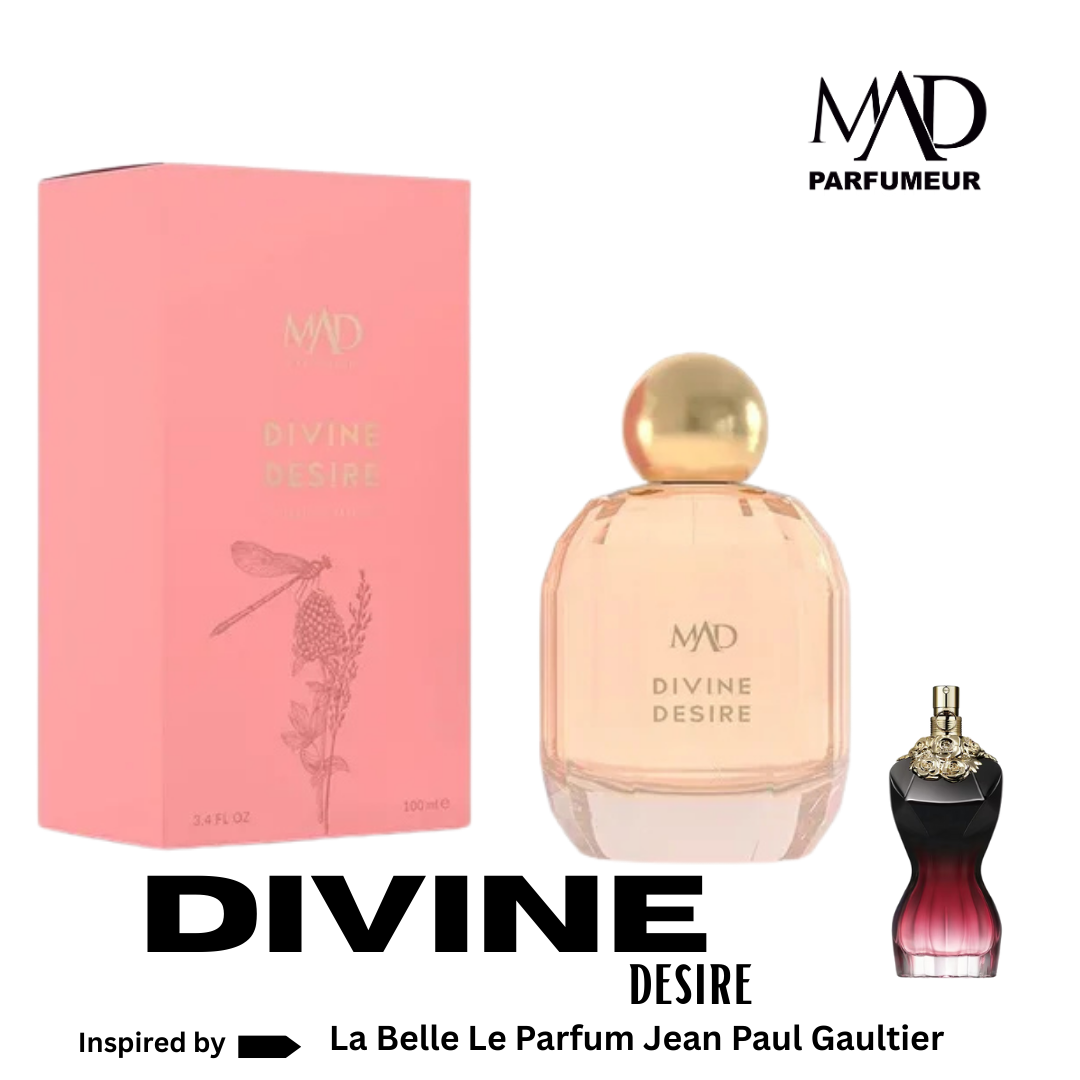 MAD
PARFUMEUR
MAD
DIVINE
DESIRE
3.4 FL OZ
100 ml ℮
MAD
DIVINE
DESIRE
DIVINE
DESIRE
Inspired by
La Belle Le Parfum Jean Paul Gaultier